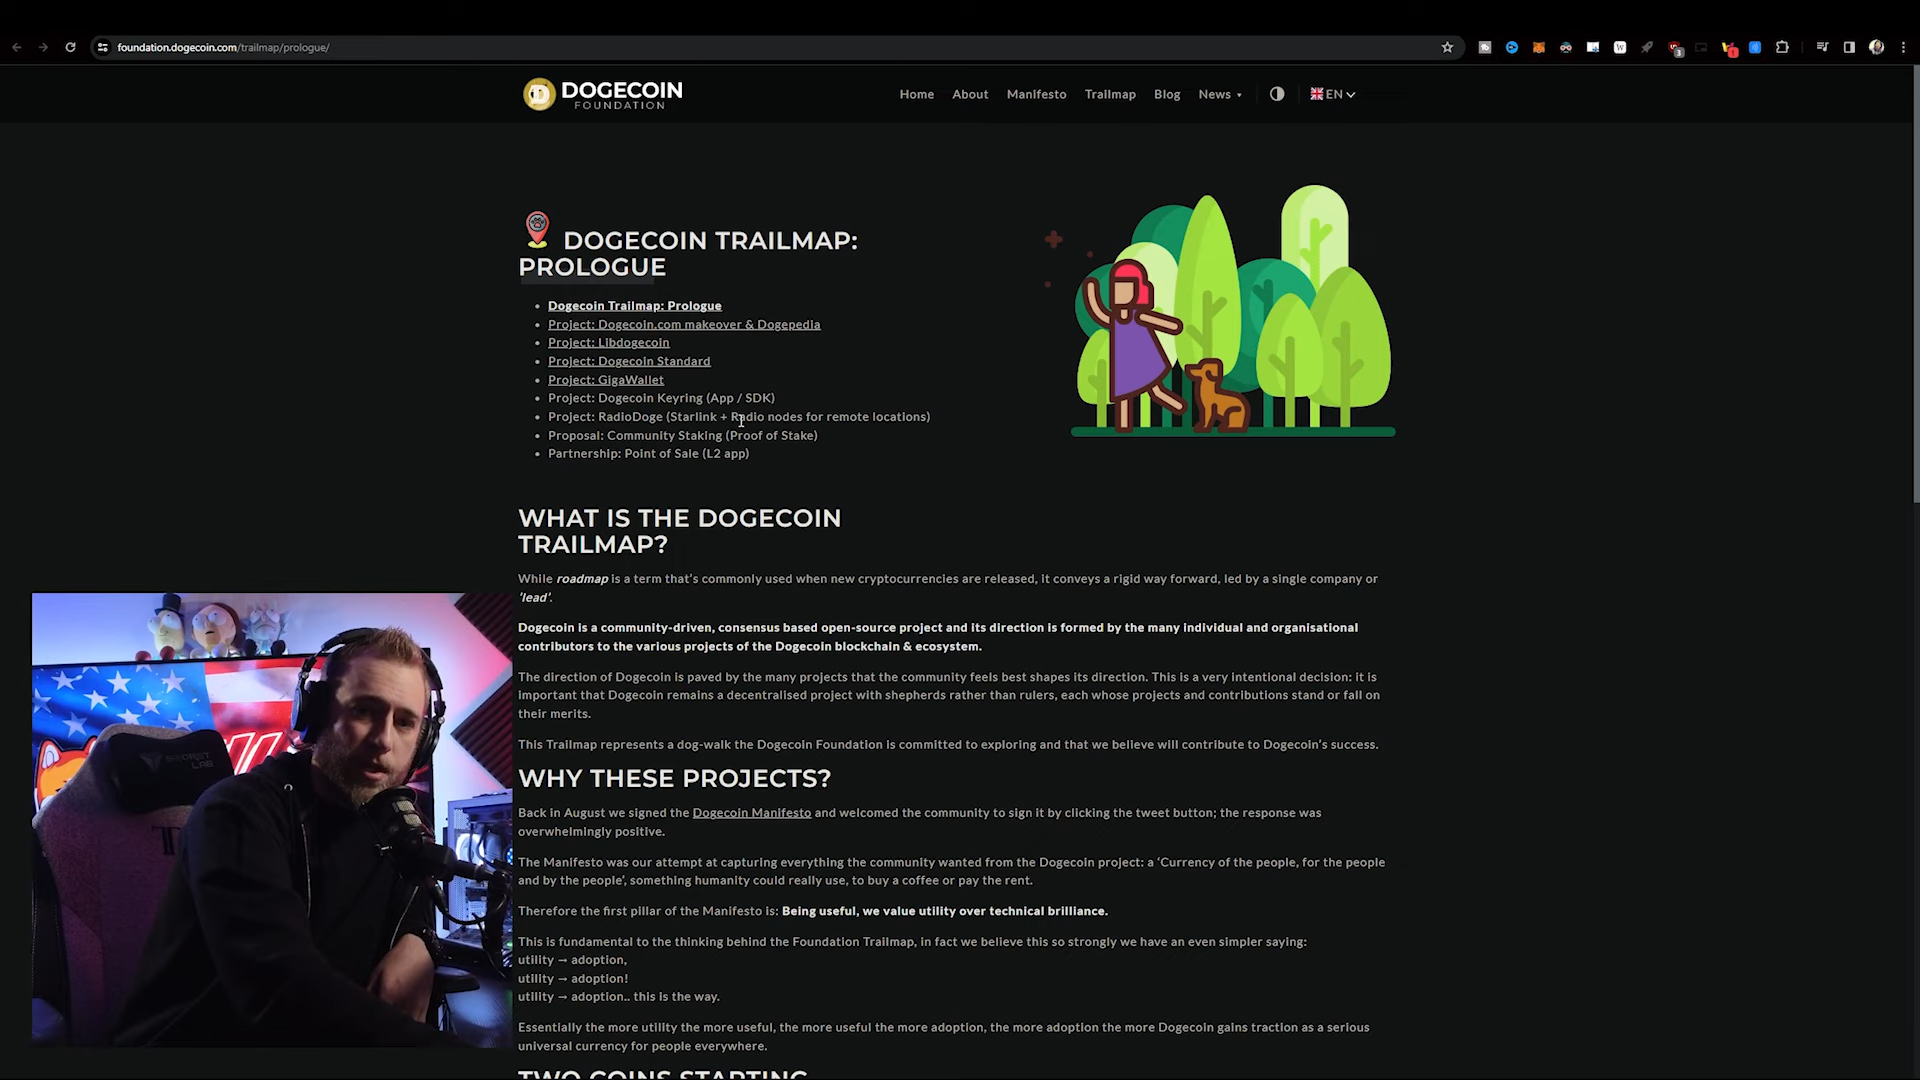 foundation.dogecoin.com/trailmap/prologue/
DOGECOIN
FOUNDATION
Home About Manifesto Trailmap Blog News EN
DOGECOIN TRAILMAP:
PROLOGUE
Dogecoin Trailmap: Prologue
Project: Dogecoin.com makeover & Dogepedia
Project: Libdogecoin
Project: Dogecoin Standard
Project: GigaWallet
Project: Dogecoin Keyring (App / SDK)
Project: RadioDoge (Starlink + Radio nodes for remote locations)
Proposal: Community Staking (Proof of Stake)
Partnership: Point of Sale (L2 app)
WHAT IS THE DOGECOIN
TRAILMAP?
While roadmap is a term that's commonly used when new cryptocurrencies are released, it conveys a rigid way forward, led by a single company or
'lead'.
Dogecoin is a community-driven, consensus based open-source project and its direction is formed by the many individual and organisational
contributors to the various projects of the Dogecoin blockchain & ecosystem.
The direction of Dogecoin is paved by the many projects that the community feels best shapes its direction. This is a very intentional decision: it is
important that Dogecoin remains a decentralised project with shepherds rather than rulers, each whose projects and contributions stand or fall on
their merits.
This Trailmap represents a dog-walk the Dogecoin Foundation is committed to exploring and that we believe will contribute to Dogecoin's success.
WHY THESE PROJECTS?
Back in August we signed the Dogecoin Manifesto and welcomed the community to sign it by clicking the tweet button; the response was
overwhelmingly positive.
The Manifesto was our attempt at capturing everything the community wanted from the Dogecoin project: a 'Currency of the people, for the people
and by the people', something humanity could really use, to buy a coffee or pay the rent.
Therefore the first pillar of the Manifesto is: Being useful, we value utility over technical brilliance.
This is fundamental to the thinking behind the Foundation Trailmap, in fact we believe this so strongly we have an even simpler saying:
utility → adoption,
utility → adoption!
utility → adoption.. this is the way.
Essentially the more utility the more useful, the more useful the more adoption, the more adoption the more Dogecoin gains traction as a serious
universal currency for people everywhere.
TWO COINS STARTING